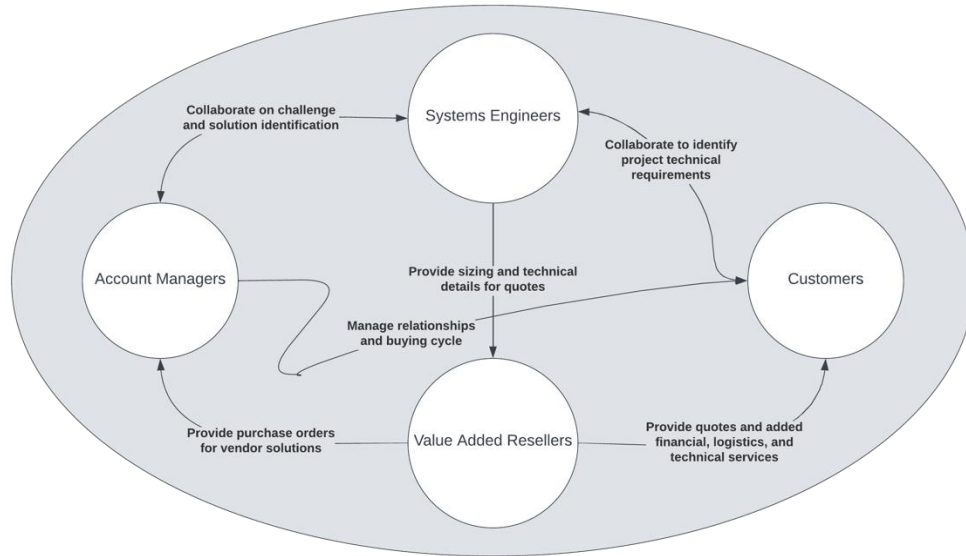 Systems Engineers
Collaborate on challenge
and solution identification
Collaborate to identify
project technical
requirements
Account Managers
Provide sizing and technical
details for quotes
Customers
Manage relationships
and buying cycle
Provide purchase orders
for vendor solutions
Value Added Resellers
Provide quotes and added
financial, logistics, and
technical services